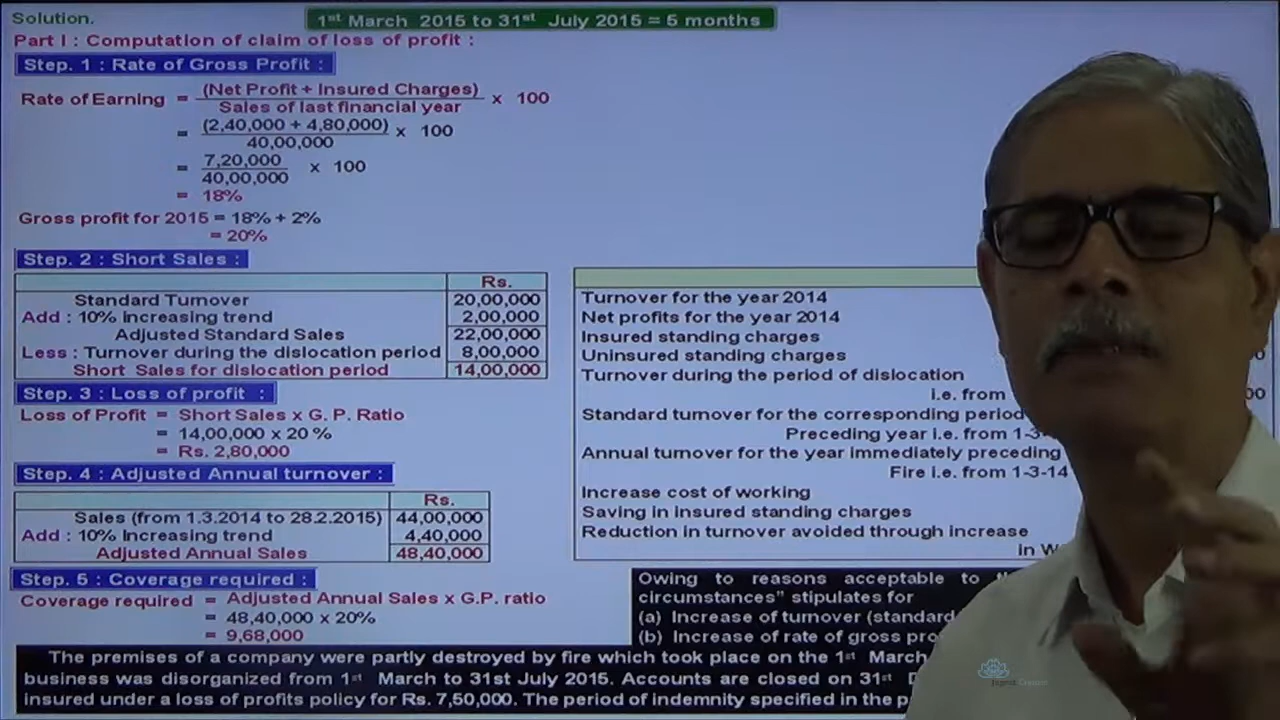 Solution.
1st March 2015 to 31st July 2015 = 5 months
Part I : Computation of claim of loss of profit :
Step. 1 : Rate of Gross Profit :
Rate of Earning = (Net Profit + Insured Charges) / Sales of last financial year x 100
= (2,40,000 + 4,80,000) / 40,00,000 x 100
= 7,20,000 / 40,00,000 x 100
= 18%
Gross profit for 2015 = 18% + 2%
= 20%
Step. 2 : Short Sales :
Rs.
Standard Turnover 20,00,000
Add : 10% Increasing trend 2,00,000
Adjusted Standard Sales 22,00,000
Less : Turnover during the dislocation period 8,00,000
Short Sales for dislocation period 14,00,000
Step. 3 : Loss of profit :
Loss of Profit = Short Sales x G. P. Ratio
= 14,00,000 x 20 %
= Rs. 2,80,000
Step. 4 : Adjusted Annual turnover :
Rs.
Sales (from 1.3.2014 to 28.2.2015) 44,00,000
Add : 10% Increasing trend 4,40,000
Adjusted Annual Sales 48,40,000
Step. 5 : Coverage required :
Coverage required = Adjusted Annual Sales x G.P. ratio
= 48,40,000 x 20%
= 9,68,000
Turnover for the year 2014
Net profits for the year 2014
Insured standing charges
Uninsured standing charges
Turnover during the period of dislocation
i.e. from
Standard turnover for the corresponding period
Preceding year i.e. from 1-3-
Annual turnover for the year immediately preceding
Fire i.e. from 1-3-14
Increase cost of working
Saving in insured standing charges
Reduction in turnover avoided through increase
in
Owing to reasons acceptable to
circumstances” stipulates for
(a) Increase of turnover (standard
(b) Increase of rate of gross
The premises of a company were partly destroyed by fire which took place on the 1st March
business was disorganized from 1st March to 31st July 2015. Accounts are closed on 31st
insured under a loss of profits policy for Rs. 7,50,000. The period of indemnity specified in the